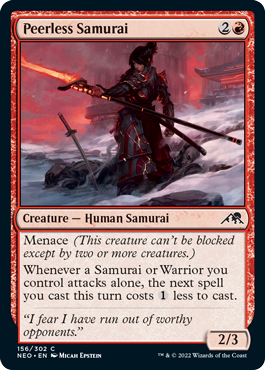 Peerless Samurai 2
Creature — Human Samurai
Menace (This creature can't be blocked
except by two or more creatures.)
Whenever a Samurai or Warrior you
control attacks alone, the next spell
you cast this turn costs 1 less to cast.
"I fear I have run out of worthy
opponents."
2/3
156/302 C
NEO • EN Micah Epstein
™ & © 2022 Wizards of the Coast